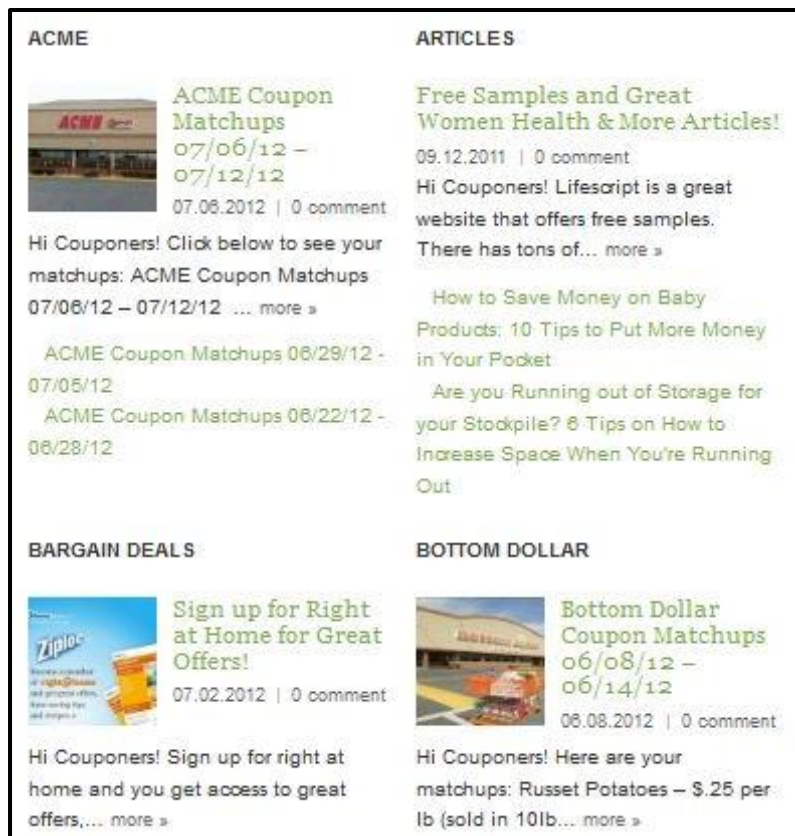 ACME
ACME Coupon
Matchups
07/06/12 –
07/12/12
07.06.2012 | 0 comment
Hi Couponers! Click below to see your
matchups: ACME Coupon Matchups
07/06/12 – 07/12/12 ... more »
ACME Coupon Matchups 06/29/12 -
07/05/12
ACME Coupon Matchups 06/22/12 -
06/28/12
ARTICLES
Free Samples and Great
Women Health & More Articles!
09.12.2011 | 0 comment
Hi Couponers! Lifescript is a great
website that offers free samples.
There has tons of... more »
How to Save Money on Baby
Products: 10 Tips to Put More Money
in Your Pocket
Are you Running out of Storage for
your Stockpile? 6 Tips on How to
Increase Space When You're Running
Out
BARGAIN DEALS
Ziploc
right@home
Sign up for Right
at Home for Great
Offers!
07.02.2012 | 0 comment
Hi Couponers! Sign up for right at
home and you get access to great
offers,... more »
BOTTOM DOLLAR
Bottom Dollar
Coupon Matchups
06/08/12 –
06/14/12
06.08.2012 | 0 comment
Hi Couponers! Here are your
matchups: Russet Potatoes – $.25 per
lb (sold in 10lb... more »